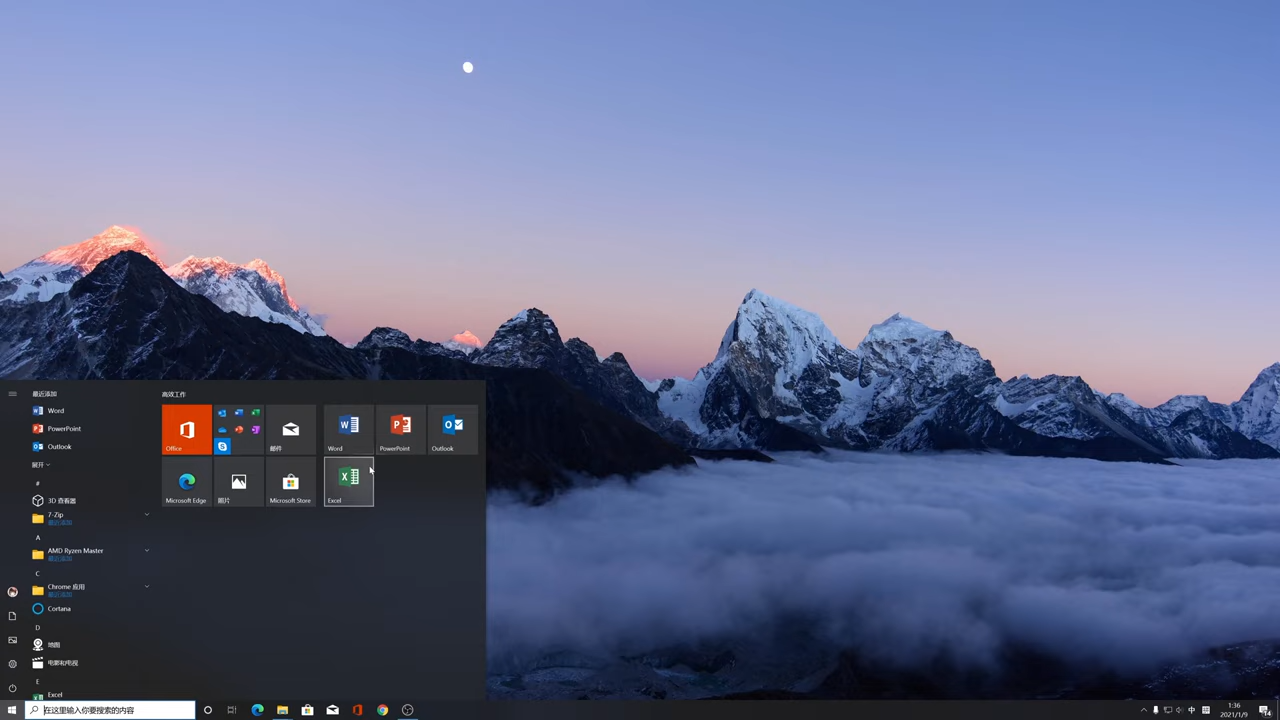 最近添加
Word
PowerPoint
Outlook
展开
#
3D 查看器
7-Zip
最近添加
A
AMD Ryzen Master
最近添加
C
Chrome 应用
最近添加
Cortana
D
地图
电影和电视
E
Excel
高效工作
Office
邮件
Word
PowerPoint
Outlook
Microsoft Edge
照片
Microsoft Store
Excel
在这里输入你要搜索的内容
中
1:36
2021/1/9
14